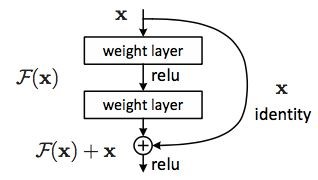 x
weight layer
relu
F(x)
weight layer
x
identity
F(x) + x
relu